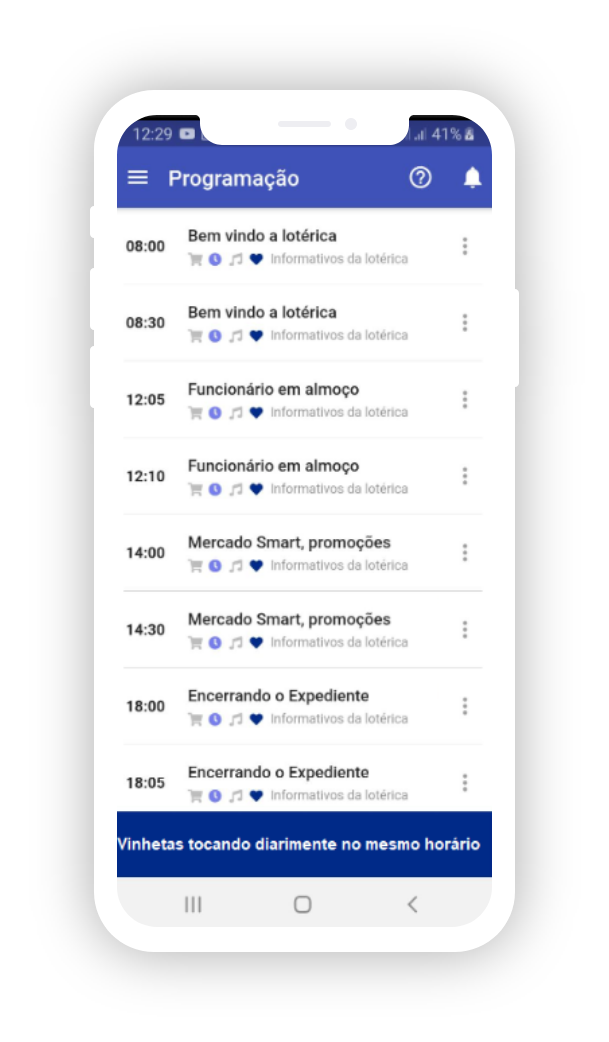 12:29
41%
Programação
08:00
Bem vindo a lotérica
Informativos da lotérica
08:30
Bem vindo a lotérica
Informativos da lotérica
12:05
Funcionário em almoço
Informativos da lotérica
12:10
Funcionário em almoço
Informativos da lotérica
14:00
Mercado Smart, promoções
Informativos da lotérica
14:30
Mercado Smart, promoções
Informativos da lotérica
18:00
Encerrando o Expediente
Informativos da lotérica
18:05
Encerrando o Expediente
Informativos da lotérica
Vinhetas tocando diarimente no mesmo horário